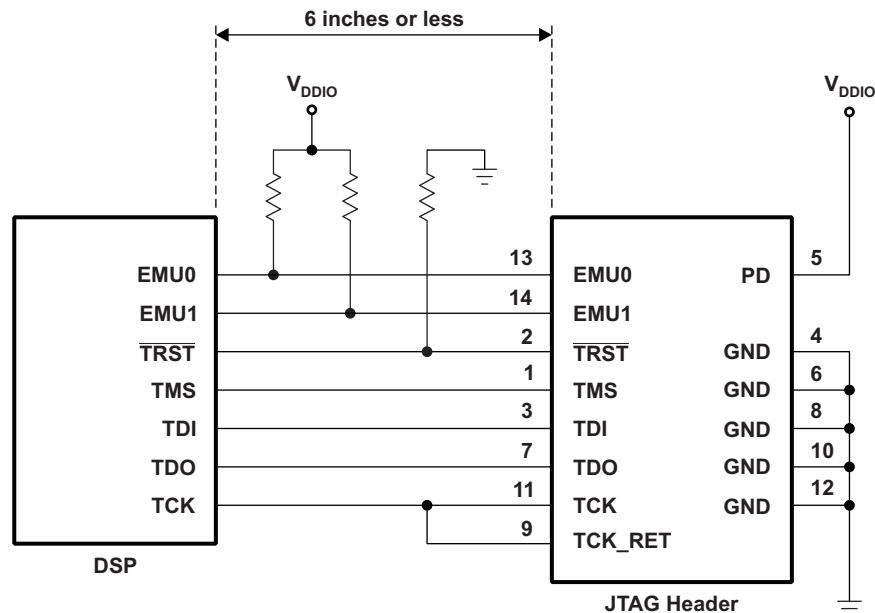 6 inches or less
VDDIO
VDDIO
EMU0 13 EMU0 PD 5
EMU1 14 EMU1
TRST 2 TRST GND 4
TMS 1 TMS GND 6
TDI 3 TDI GND 8
TDO 7 TDO GND 10
TCK 11 TCK GND 12
9 TCK_RET
DSP
JTAG Header